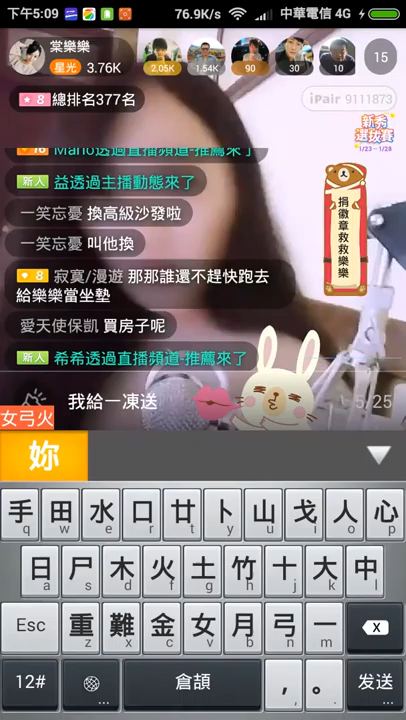 下午5:09
76.9K/s
中華電信 4G
嘗樂樂
星光 3.76K
2.05K
1.54K
90
30
10
15
8 總排名377名
iPair 9111873
新秀
選拔賽
1/23－1/28
Mario透過直播頻道-推薦來了
新人 益透過主播動態來了
一笑忘憂 換高級沙發啦
一笑忘憂 叫他換
8 寂寞/漫遊 那那誰還不趕快跑去
給樂樂當坐墊
愛天使保凱 買房子呢
新人 希希透過直播頻道-推薦來了
捐徽章救救樂樂
我給一凍送
5/25
女弓火
妳
手 田 水 口 廿 卜 山 戈 人 心
q w e r t y u i o p
日 尸 木 火 土 竹 十 大 中
a s d f g h j k l
Esc 重 難 金 女 月 弓 一 X
z x c v b n m
12# 倉頡 , 。 发送